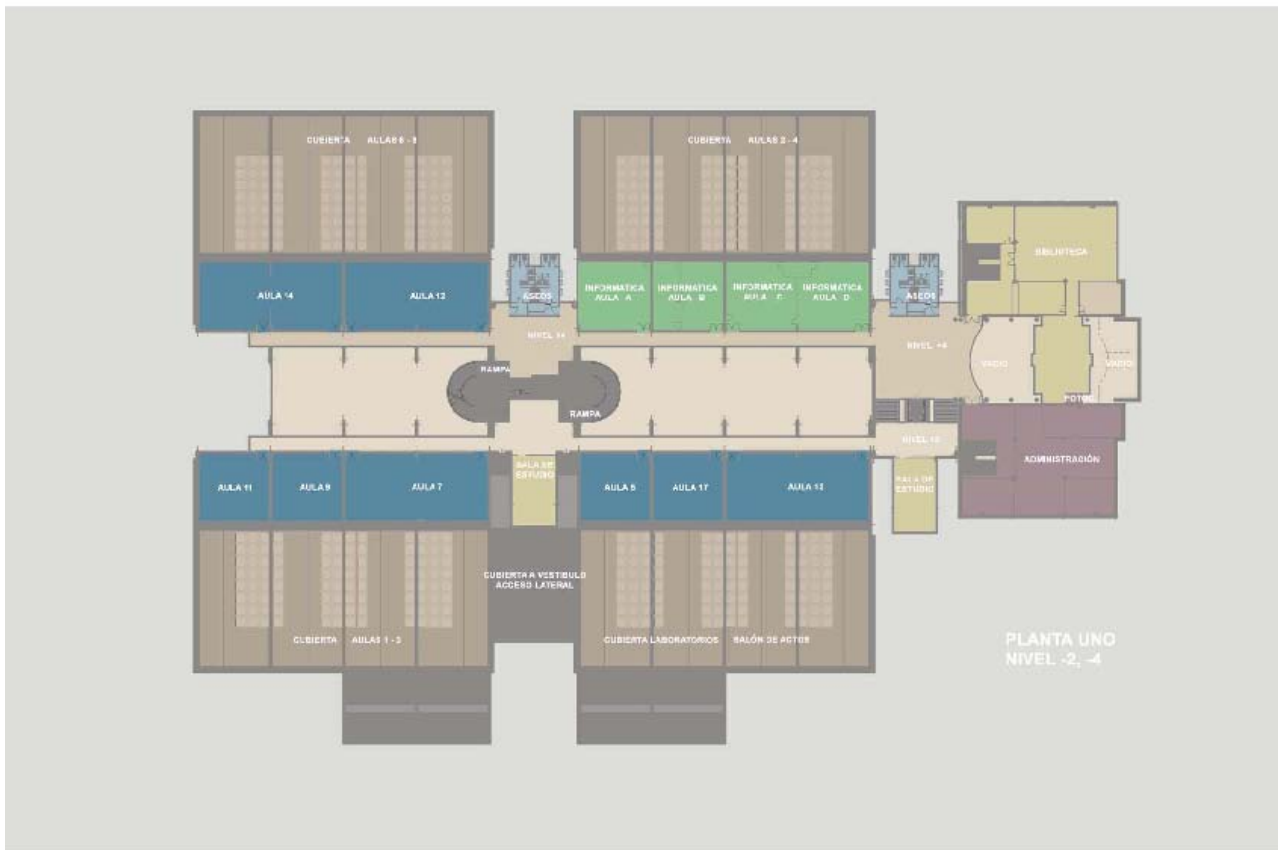 CUBIERTA AULAS 6 - 8
CUBIERTA AULAS 2 - 4
BIBLIOTECA
AULA 14
AULA 12
ASEOS
INFORMATICA
AULA A
INFORMATICA
AULA B
INFORMATICA
AULA C
INFORMATICA
AULA D
ASEOS
NIVEL
NIVEL
VACIO
VACIO
RAMPA
RAMPA
FOTOC
NIVEL
AULA 11
AULA 9
AULA 7
SALA DE
ESTUDIO
AULA 5
AULA 17
AULA
SALA DE
ESTUDIO
ADMINISTRACIÓN
CUBIERTA A VESTIBULO
ACCESO LATERAL
CUBIERTA AULAS 1 - 3
CUBIERTA LABORATORIOS SALÓN DE ACTOS
PLANTA UNO
NIVEL -2, -4